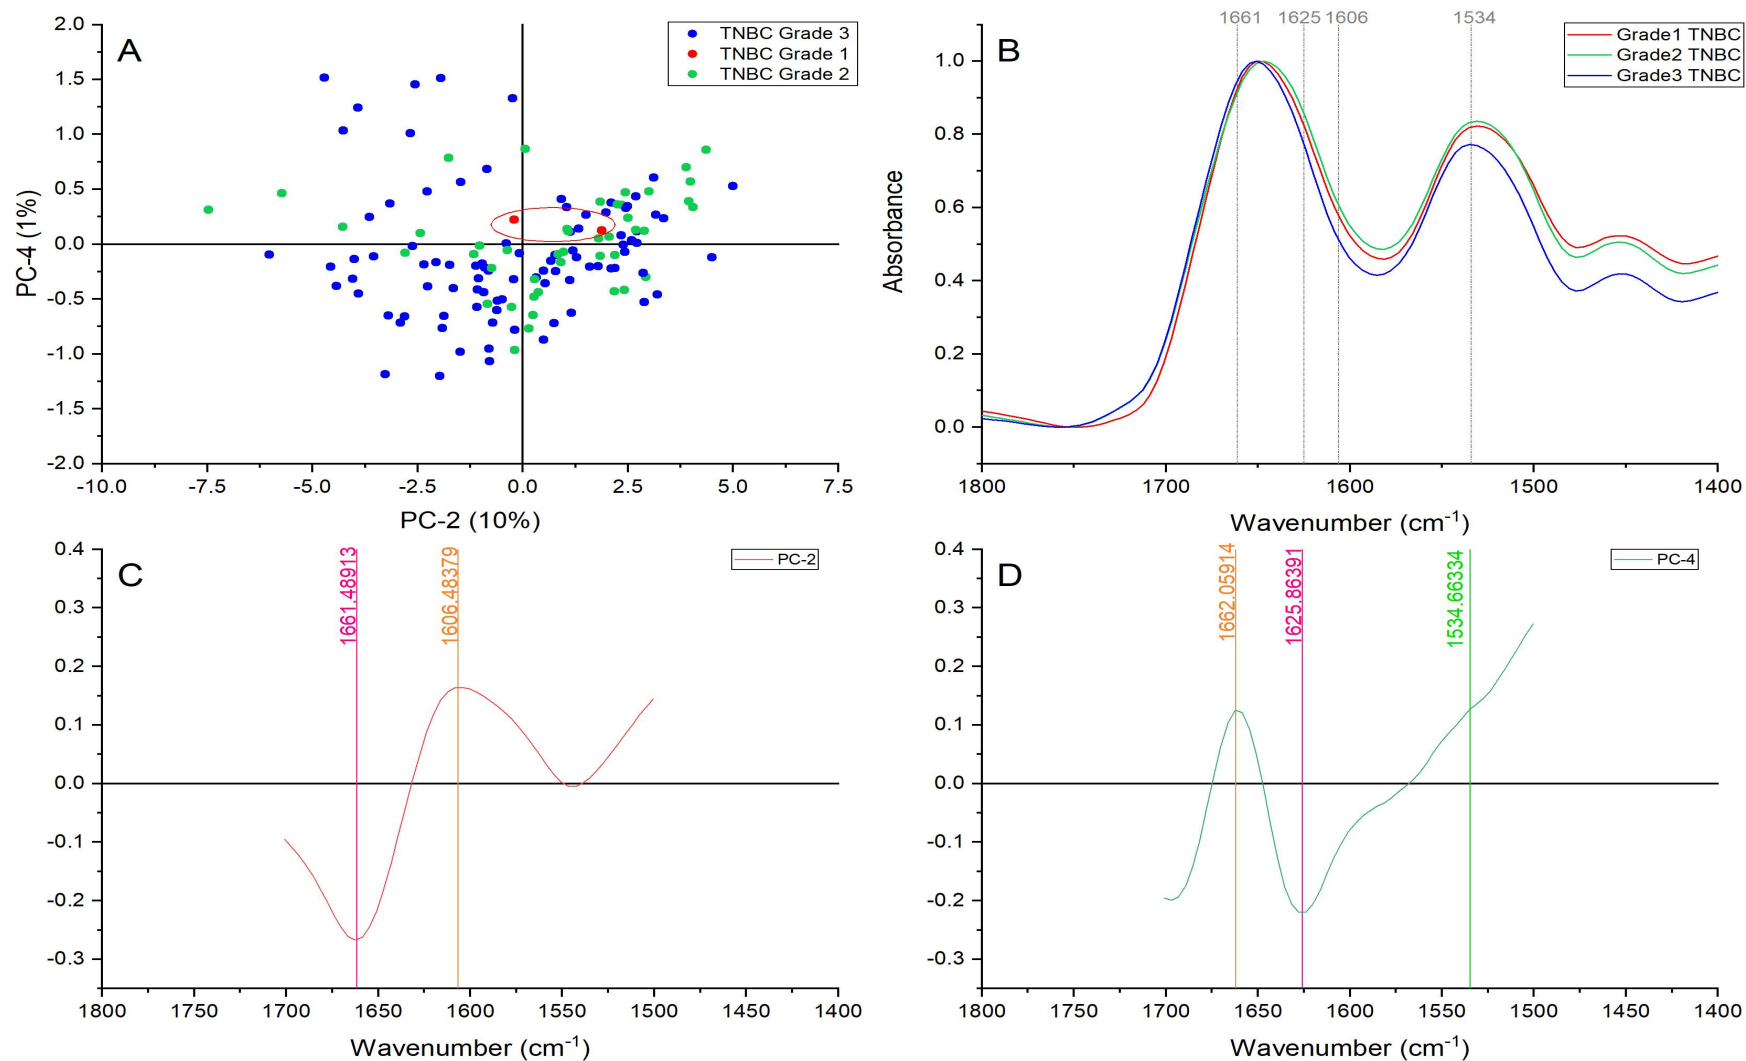 A
TNBC Grade 3
TNBC Grade 1
TNBC Grade 2
2.0
1.5
1.0
0.5
0.0
-0.5
-1.0
-1.5
-2.0
PC-4 (1%)
-10.0 -7.5 -5.0 -2.5 0.0 2.5 5.0 7.5
PC-2 (10%)
1661 1625 1606 1534
B
Grade1 TNBC
Grade2 TNBC
Grade3 TNBC
1.0
0.8
0.6
0.4
0.2
0.0
Absorbance
1800 1700 1600 1500 1400
Wavenumber (cm⁻¹)
C
1661.48913
1606.48379
PC-2
0.4
0.3
0.2
0.1
0.0
-0.1
-0.2
-0.3
1800 1750 1700 1650 1600 1550 1500 1450 1400
Wavenumber (cm⁻¹)
D
1662.05914
1625.86391
1534.66334
PC-4
0.4
0.3
0.2
0.1
0.0
-0.1
-0.2
-0.3
1800 1750 1700 1650 1600 1550 1500 1450 1400
Wavenumber (cm⁻¹)